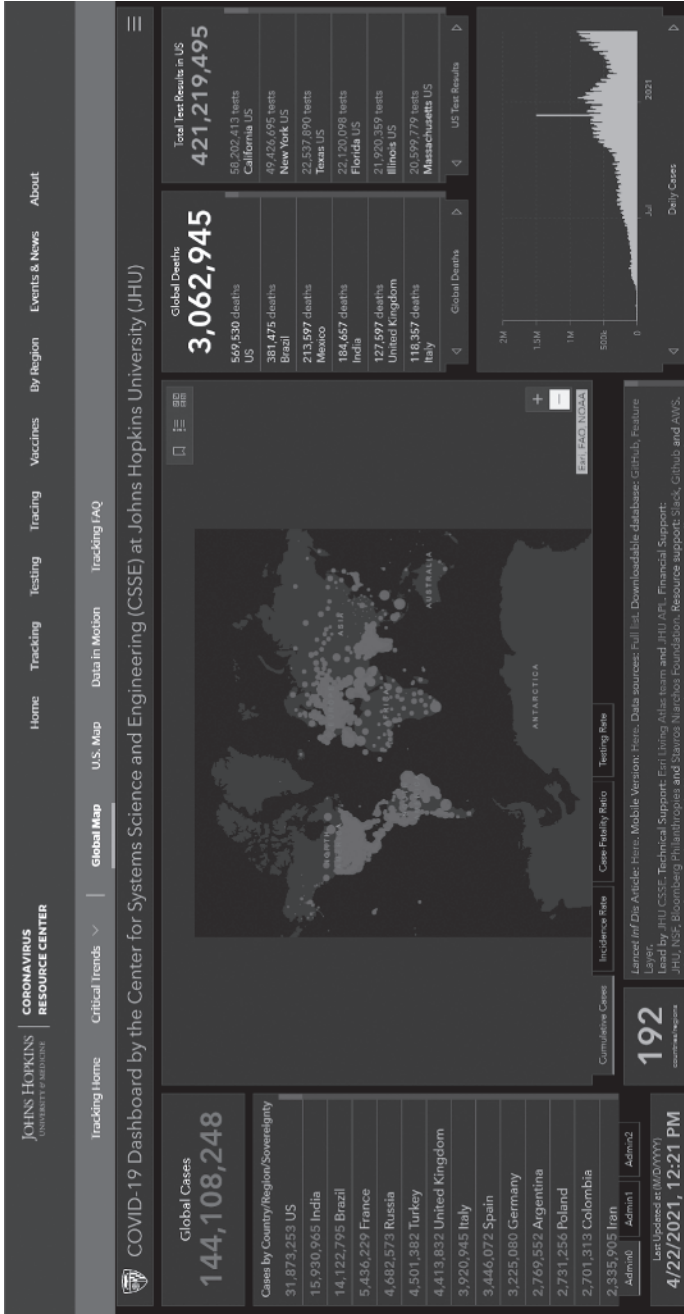 JOHNS HOPKINS
UNIVERSITY & MEDICINE
CORONAVIRUS
RESOURCE CENTER
Home Tracking Testing Tracing Vaccines By Region Events & News About
Tracking Home Critical Trends Global Map U.S. Map Data in Motion Tracking FAQ
COVID-19 Dashboard by the Center for Systems Science and Engineering (CSSE) at Johns Hopkins University (JHU)
Global Cases
144,108,248
Cases by Country/Region/Sovereignty
31,873,253 US
15,930,965 India
14,122,795 Brazil
5,436,229 France
4,682,573 Russia
4,501,382 Turkey
4,413,832 United Kingdom
3,920,945 Italy
3,446,072 Spain
3,225,080 Germany
2,769,552 Argentina
2,731,256 Poland
2,701,313 Colombia
2,335,905 Iran
Admin0 Admin1 Admin2
Last Updated at (M/D/YYYY)
4/22/2021, 12:21 PM
NORTH
ASIA
AUSTRALIA
ANTARCTICA
+
−
Esri, FAO, NOAA
Cumulative Cases Incidence Rate Case-Fatality Ratio Testing Rate
192
countries/regions
Lancet Inf Dis Article: Here. Mobile Version: Here. Data sources: Full list. Downloadable database: GitHub, Feature
Layer.
Lead by JHU CSSE. Technical Support: Esri Living Atlas team and JHU APL. Financial Support:
JHU, NSF, Bloomberg Philanthropies and Stavros Niarchos Foundation. Resource support: Slack, Github and AWS.
Global Deaths
3,062,945
569,530 deaths
US
381,475 deaths
Brazil
213,597 deaths
Mexico
184,657 deaths
India
127,597 deaths
United Kingdom
118,357 deaths
Italy
Global Deaths
Total Test Results in US
421,219,495
58,202,413 tests
California US
49,426,695 tests
New York US
22,537,890 tests
Texas US
22,120,098 tests
Florida US
21,920,359 tests
Illinois US
20,599,779 tests
Massachusetts US
US Test Results
2M
1.5M
1M
500k
0
Jul 2021
Daily Cases